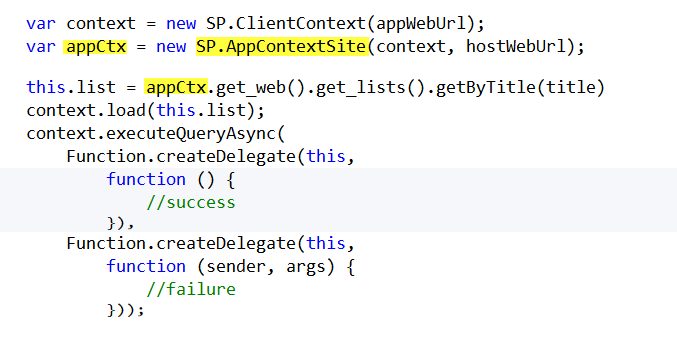 var context = new SP.ClientContext(appWebUrl);
var appCtx = new SP.AppContextSite(context, hostWebUrl);
this.list = appCtx.get_web().get_lists().getByTitle(title)
context.load(this.list);
context.executeQueryAsync(
Function.createDelegate(this,
function () {
//success
}),
Function.createDelegate(this,
function (sender, args) {
//failure
}));